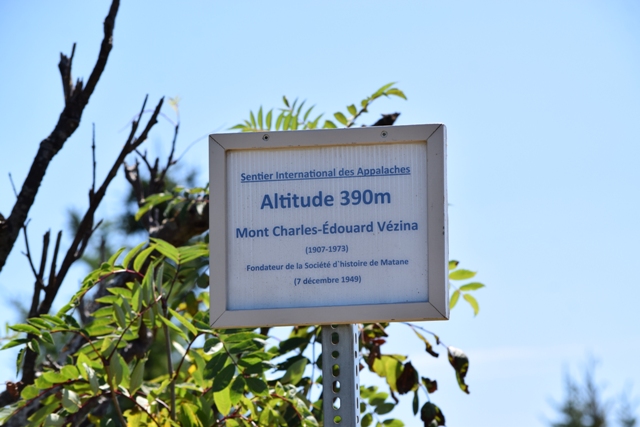 Sentier International des Appalaches
Altitude 390m
Mont Charles-Édouard Vézina
(1907-1973)
Fondateur de la Société d'histoire de Matane
(7 décembre 1949)